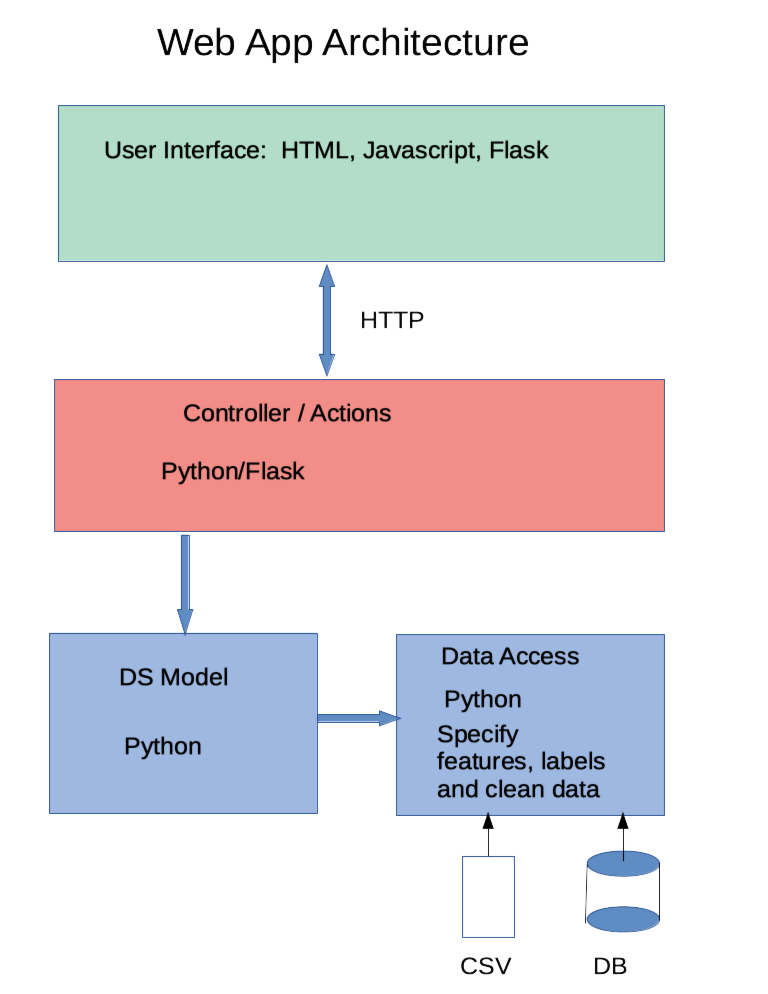 Web App Architecture
User Interface:  HTML, Javascript, Flask
HTTP
Controller / Actions
Python/Flask
DS Model
Python
Data Access
Python
Specify
features, labels
and clean data
CSV
DB